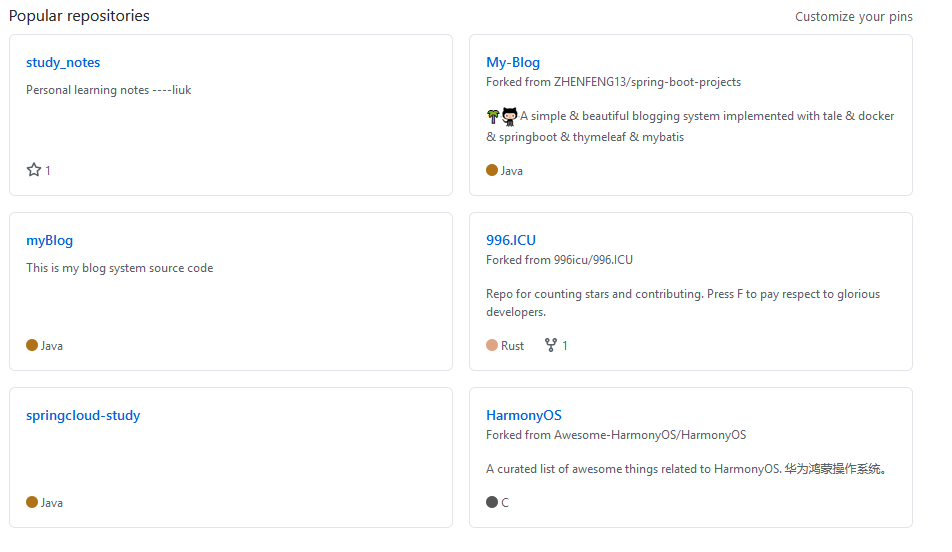 Popular repositories
Customize your pins
study_notes
Personal learning notes ----liuk
1
My-Blog
Forked from ZHENFENG13/spring-boot-projects
A simple & beautiful blogging system implemented with tale & docker
& springboot & thymeleaf & mybatis
Java
myBlog
This is my blog system source code
Java
996.ICU
Forked from 996icu/996.ICU
Repo for counting stars and contributing. Press F to pay respect to glorious
developers.
Rust 1
springcloud-study
Java
HarmonyOS
Forked from Awesome-HarmonyOS/HarmonyOS
A curated list of awesome things related to HarmonyOS. 华为鸿蒙操作系统。
C